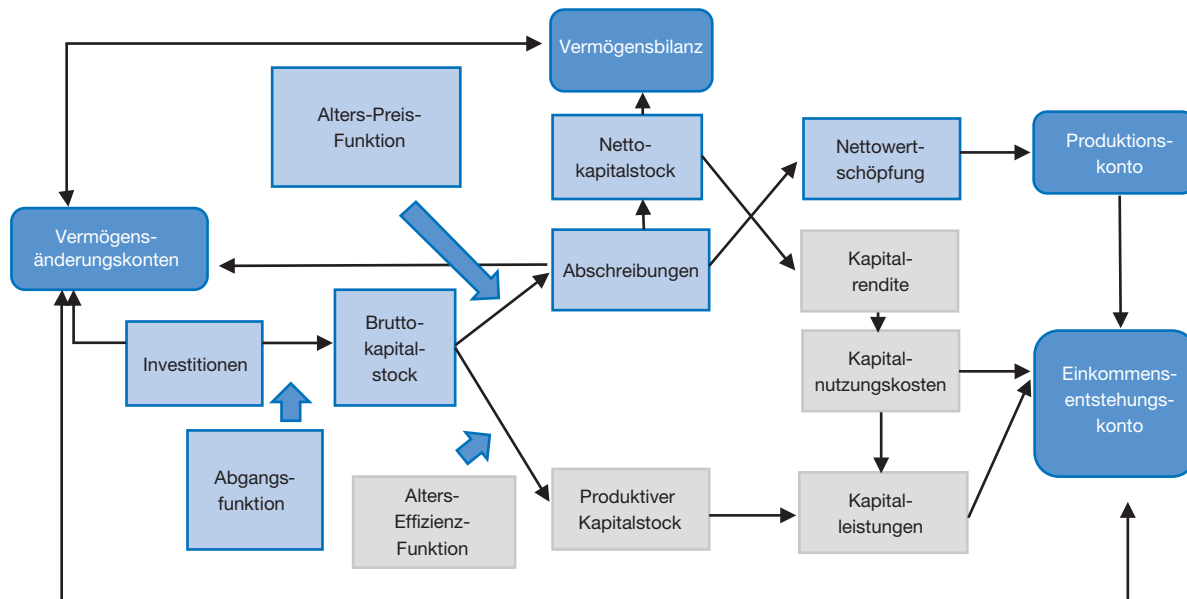 Vermögensbilanz
Alters-Preis-
Funktion
Netto-
kapitalstock
Nettowert-
schöpfung
Produktions-
konto
Vermögens-
änderungskonten
Abschreibungen
Kapital-
rendite
Investitionen
Brutto-
kapital-
stock
Kapital-
nutzungskosten
Einkommens-
entstehungs-
konto
Abgangs-
funktion
Alters-
Effizienz-
Funktion
Produktiver
Kapitalstock
Kapital-
leistungen